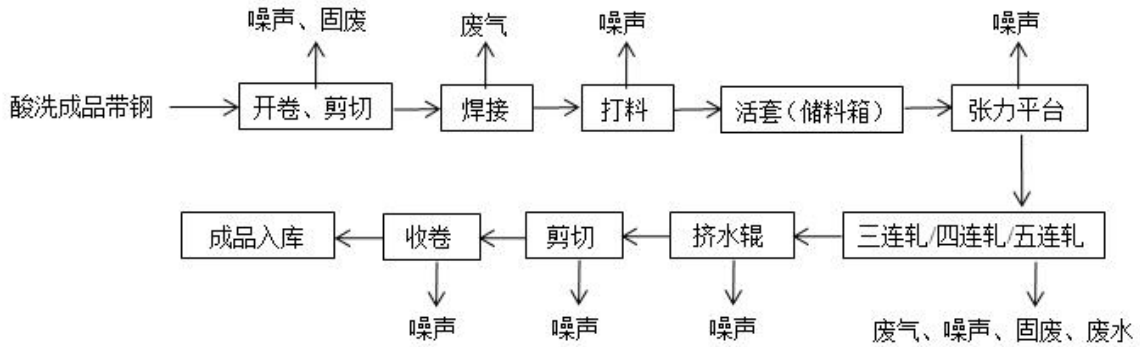 噪声、固废
废气
噪声
噪声
酸洗成品带钢
开卷、剪切
焊接
打料
活套（储料箱）
张力平台
成品入库
收卷
剪切
挤水辊
三连轧/四连轧/五连轧
噪声
噪声
噪声
废气、噪声、固废、废水